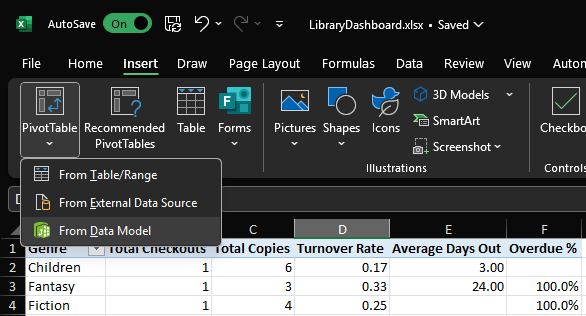 AutoSave On LibraryDashboard.xlsx • Saved
File Home Insert Draw Page Layout Formulas Data Review View
PivotTable Recommended PivotTables Table Forms Pictures Shapes Icons 3D Models SmartArt Screenshot
Illustrations Controls
From Table/Range
From External Data Source
From Data Model
C D E F
1 Genre Total Checkouts Total Copies Turnover Rate Average Days Out Overdue %
2 Children 1 6 0.17 3.00
3 Fantasy 1 3 0.33 24.00 100.0%
4 Fiction 1 4 0.25 100.0%